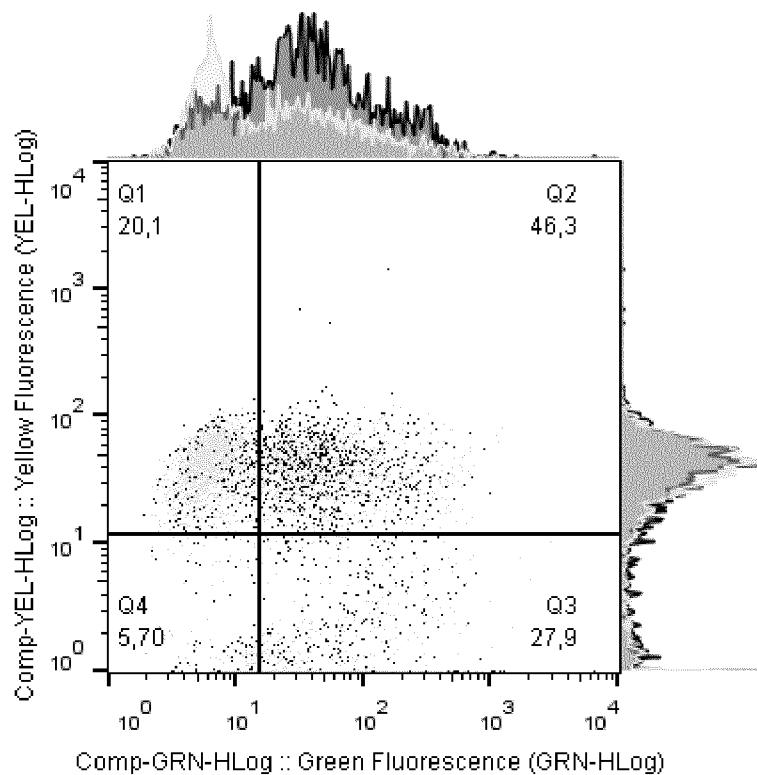 Q1
20,1
Q2
46,3
Q4
5,70
Q3
27,9
10^4
10^3
10^2
10^1
10^0
Comp-YEL-HLog :: Yellow Fluorescence (YEL-HLog)
10^0
10^1
10^2
10^3
10^4
Comp-GRN-HLog :: Green Fluorescence (GRN-HLog)